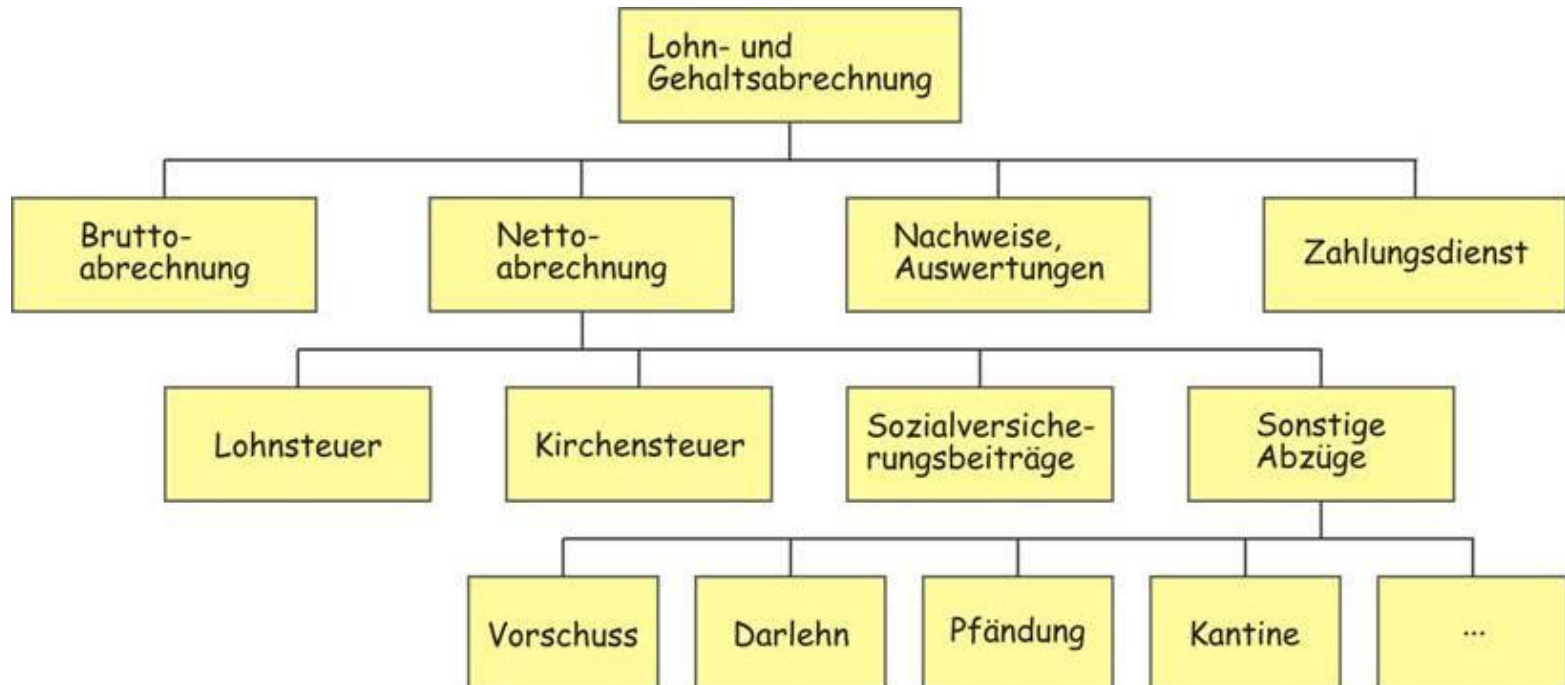 Lohn- und
Gehaltsabrechnung
Brutto-
abrechnung
Netto-
abrechnung
Nachweise,
Auswertungen
Zahlungsdienst
Lohnsteuer
Kirchensteuer
Sozialversiche-
rungsbeiträge
Sonstige
Abzüge
Vorschuss
Darlehn
Pfändung
Kantine
...